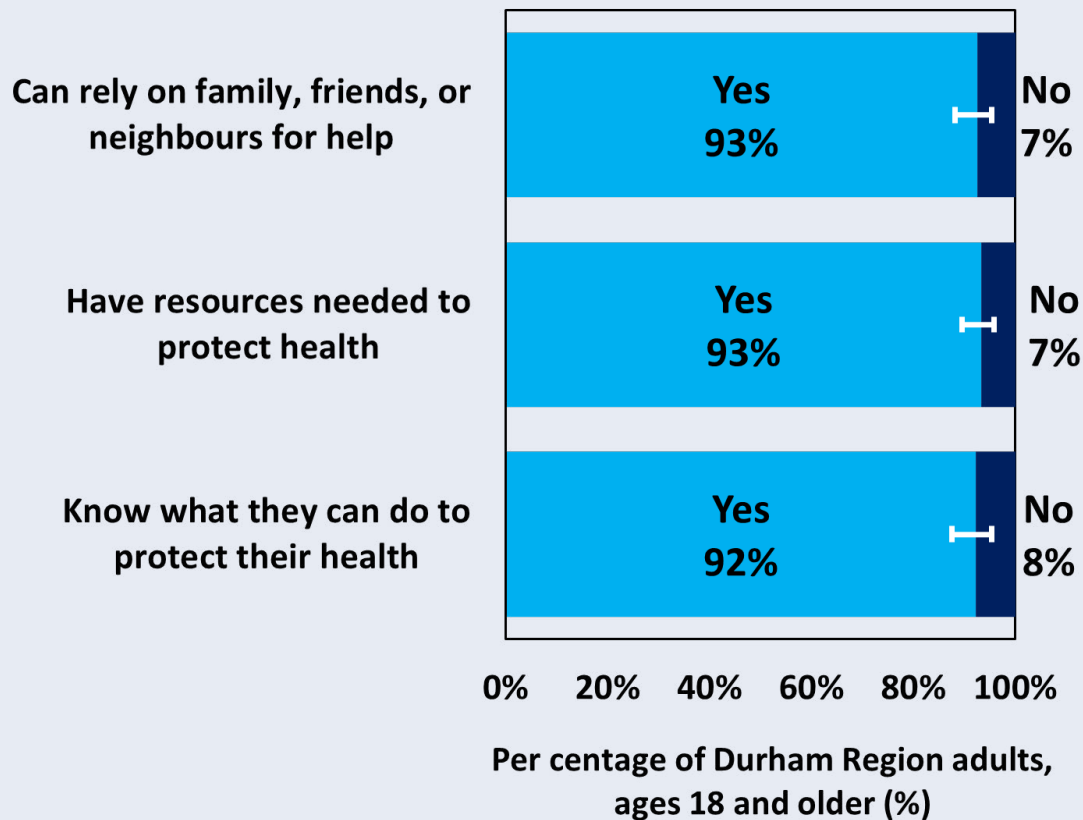 Can rely on family, friends, or
neighbours for help
Yes
93%
No
7%
Have resources needed to
protect health
Yes
93%
No
7%
Know what they can do to
protect their health
Yes
92%
No
8%
0% 20% 40% 60% 80% 100%
Per centage of Durham Region adults,
ages 18 and older (%)